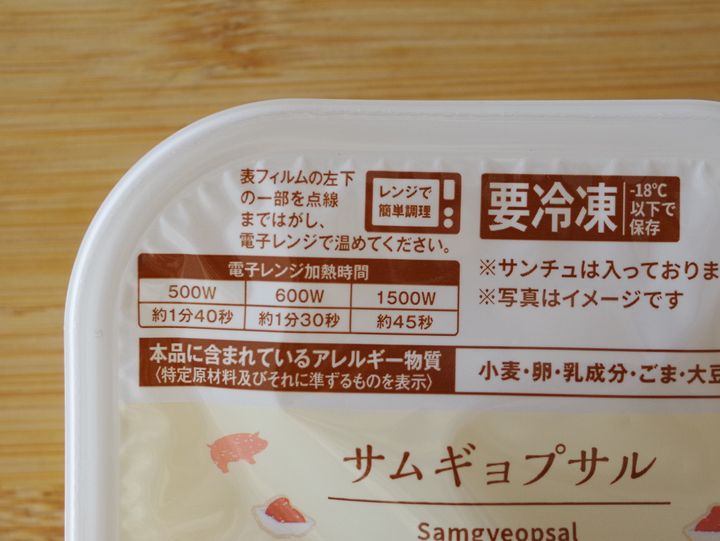 表フィルムの左下
の一部を点線
まではがし、
電子レンジで温めてください。
レンジで
簡単調理
要冷凍
-18℃
以下で
保存
電子レンジ加熱時間
500W 600W 1500W
約1分40秒 約1分30秒 約45秒
※サンチュは入っておりま
※写真はイメージです
本品に含まれているアレルギー物質
〈特定原材料及びそれに準ずるものを表示〉
小麦・卵・乳成分・ごま・大豆
サムギョプサル
Samgyeopsal